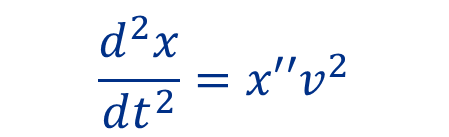 d²x/dt² = x″v²